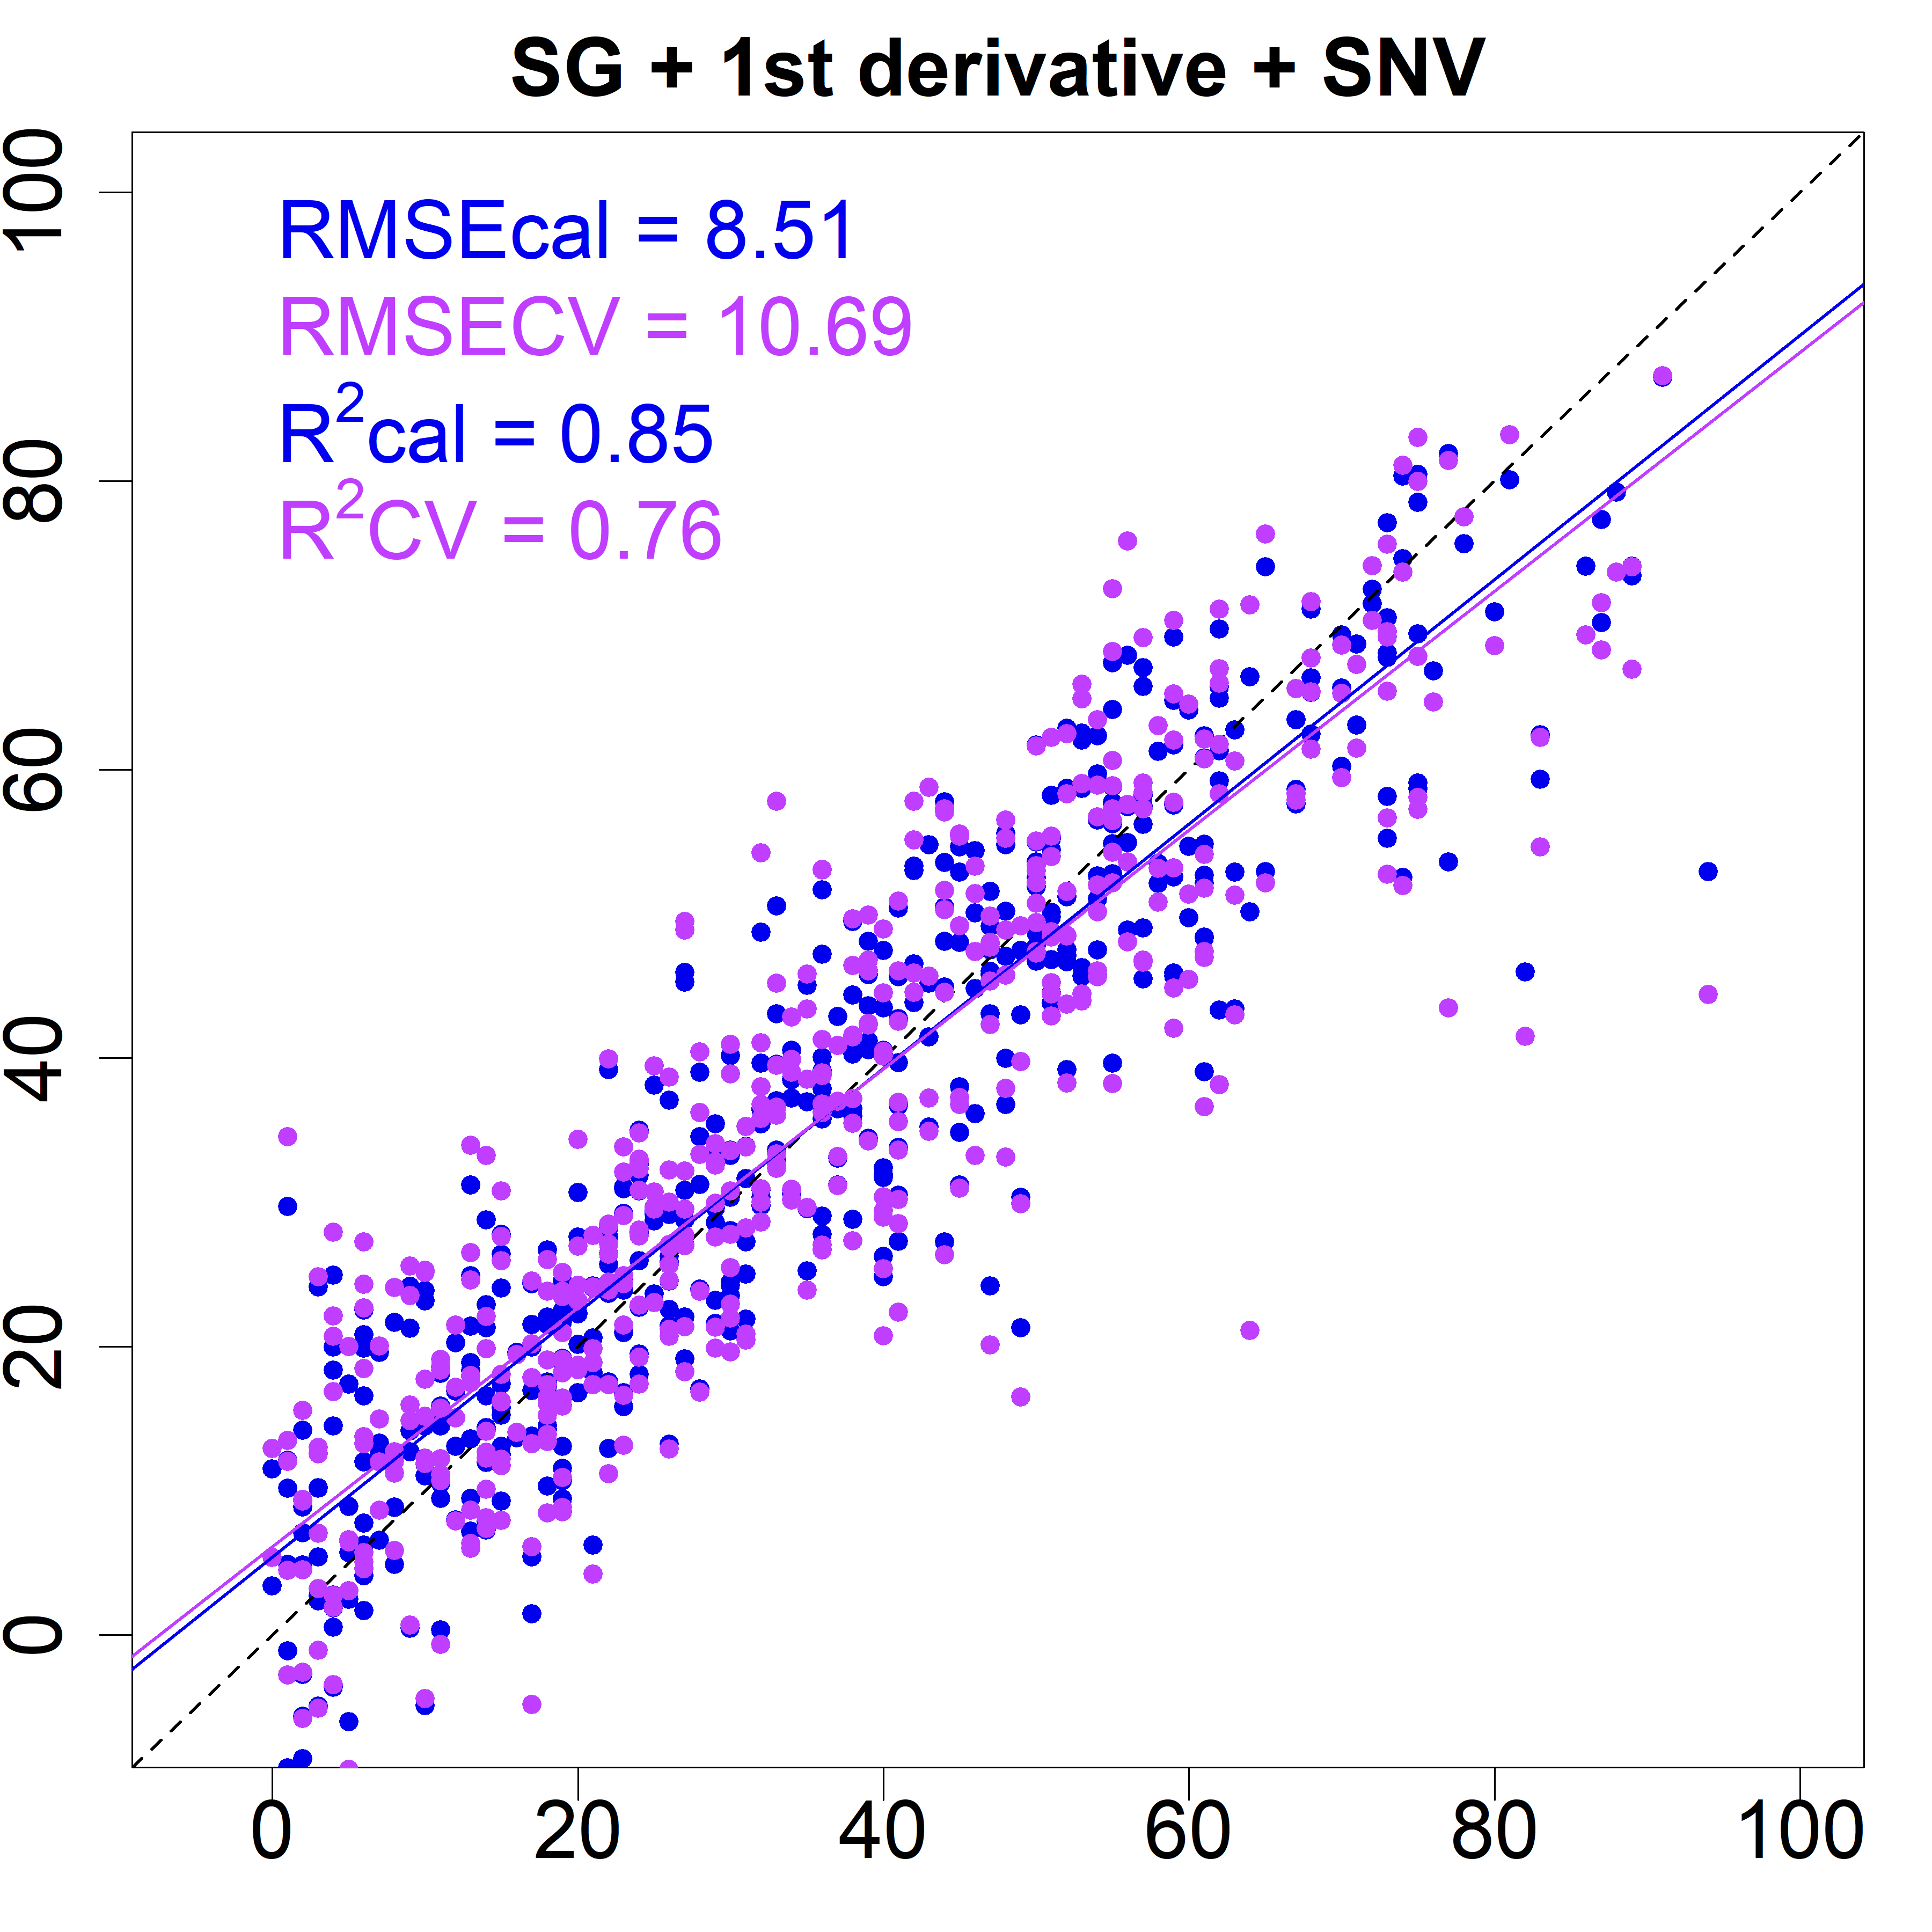 SG + 1st derivative + SNV
RMSEcal = 8.51
RMSECV = 10.69
R²cal = 0.85
R²CV = 0.76
100
80
60
40
20
0
0 20 40 60 80 100